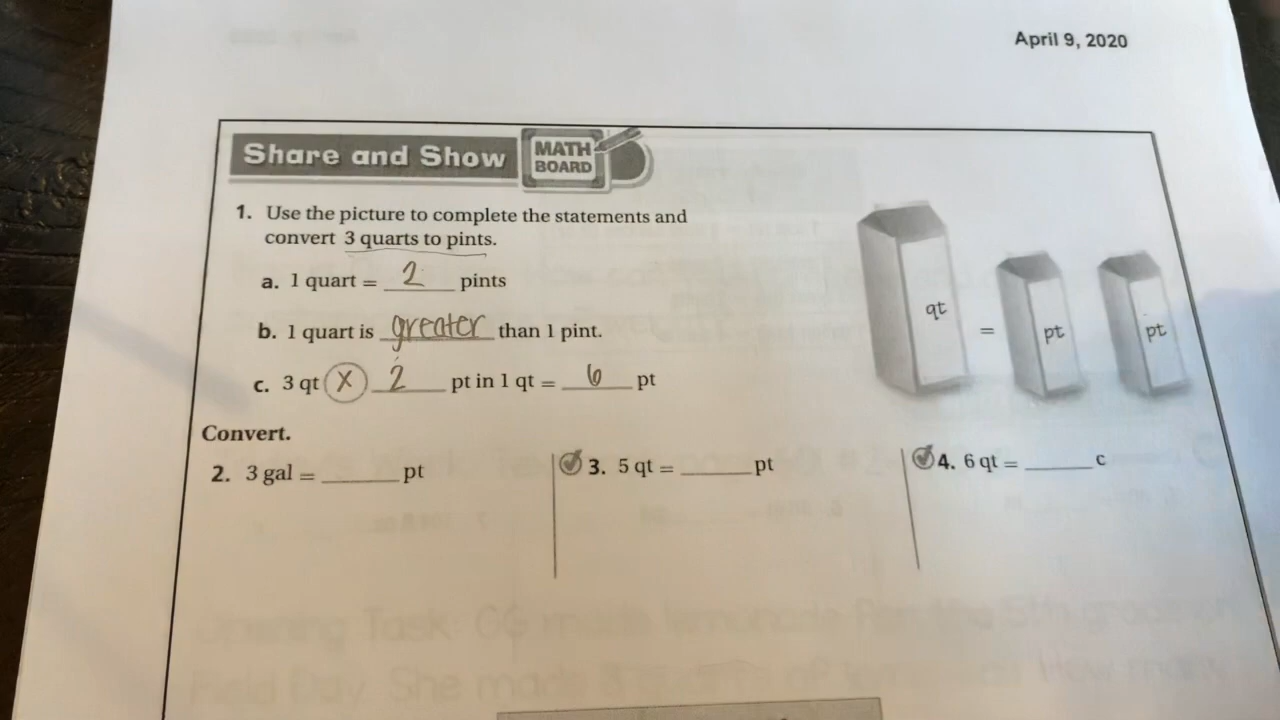 April 9, 2020
Share and Show
MATH
BOARD
1. Use the picture to complete the statements and
convert 3 quarts to pints.
a. 1 quart = 2 pints
b. 1 quart is greater than 1 pint.
c. 3 qt X 2 pt in 1 qt = 6 pt
qt
=
pt
pt
Convert.
2. 3 gal = ______ pt
3. 5 qt = ______ pt
4. 6 qt = ______ c